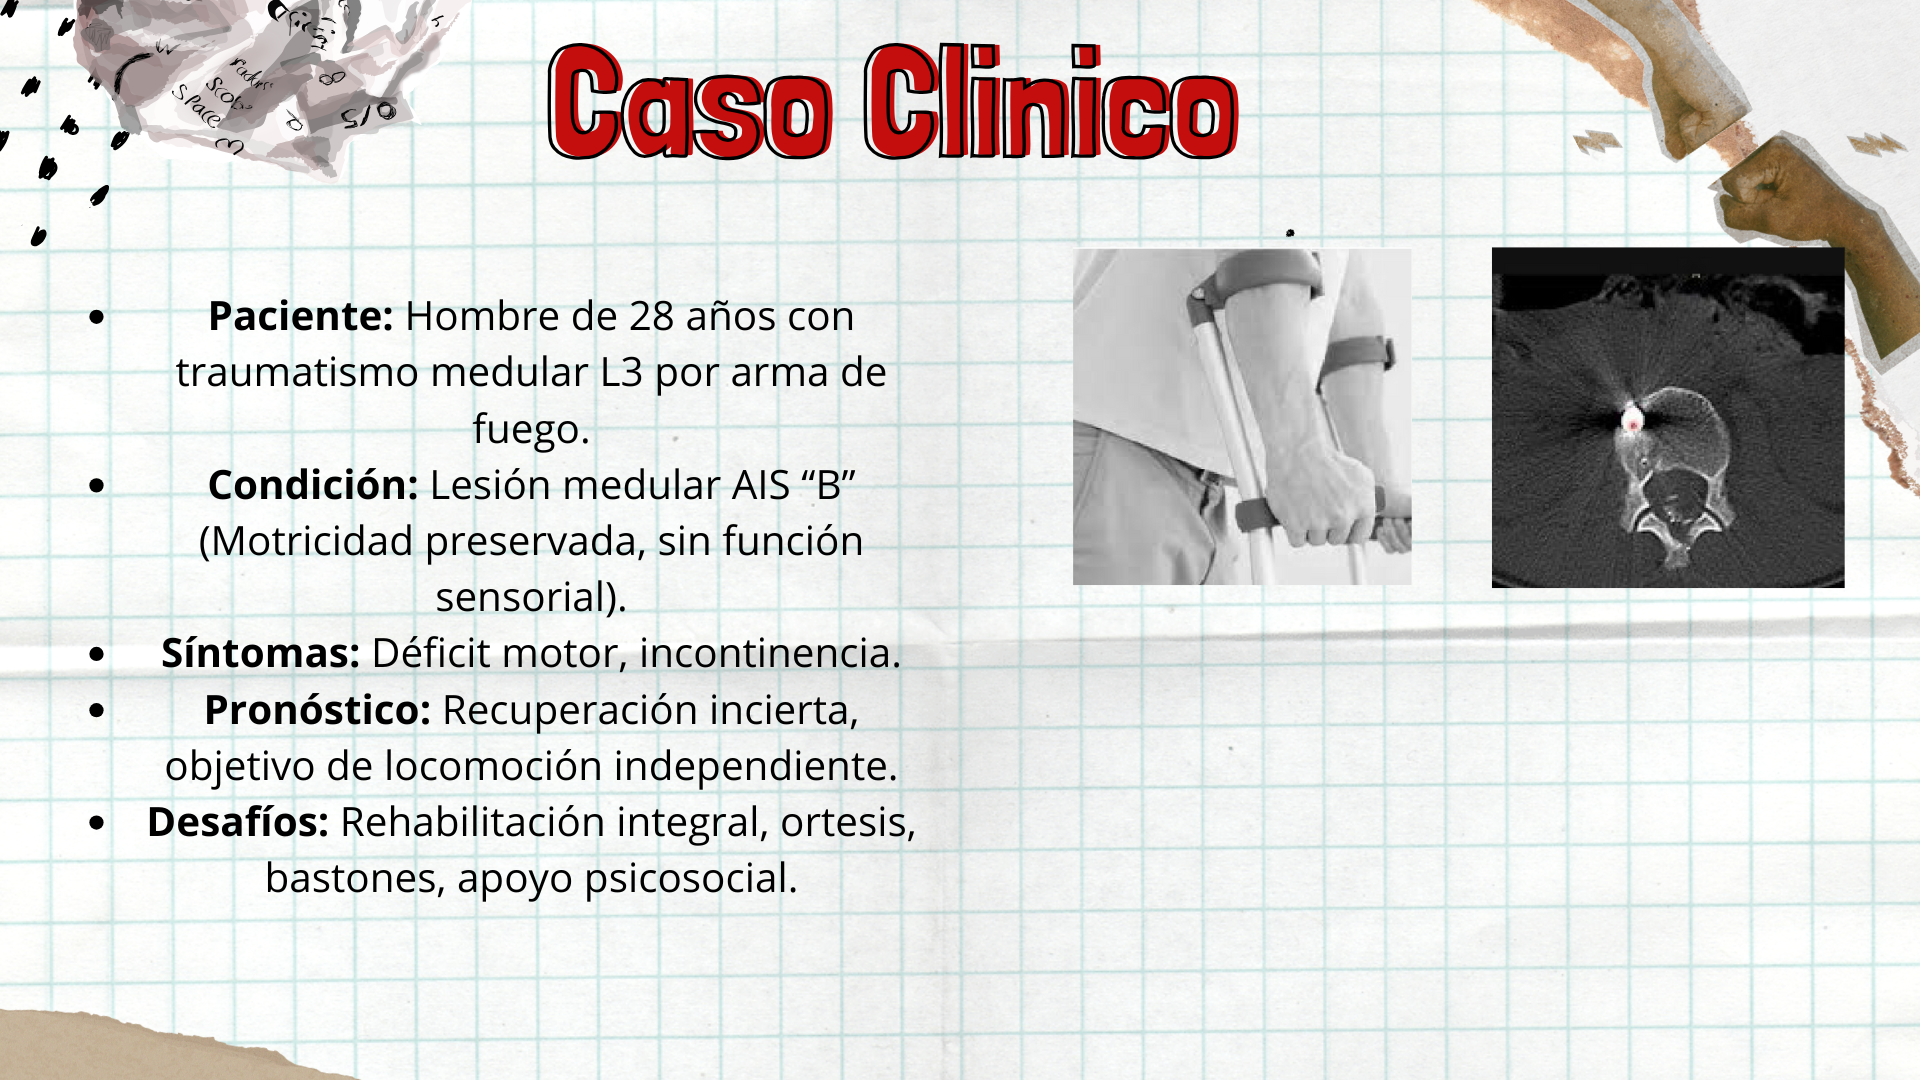 Space
Caso Clinico
Paciente: Hombre de 28 años con
traumatismo medular L3 por arma de
fuego.
Condición: Lesión medular AIS “B”
(Motricidad preservada, sin función
sensorial).
Síntomas: Déficit motor, incontinencia.
Pronóstico: Recuperación incierta,
objetivo de locomoción independiente.
Desafíos: Rehabilitación integral, ortesis,
bastones, apoyo psicosocial.